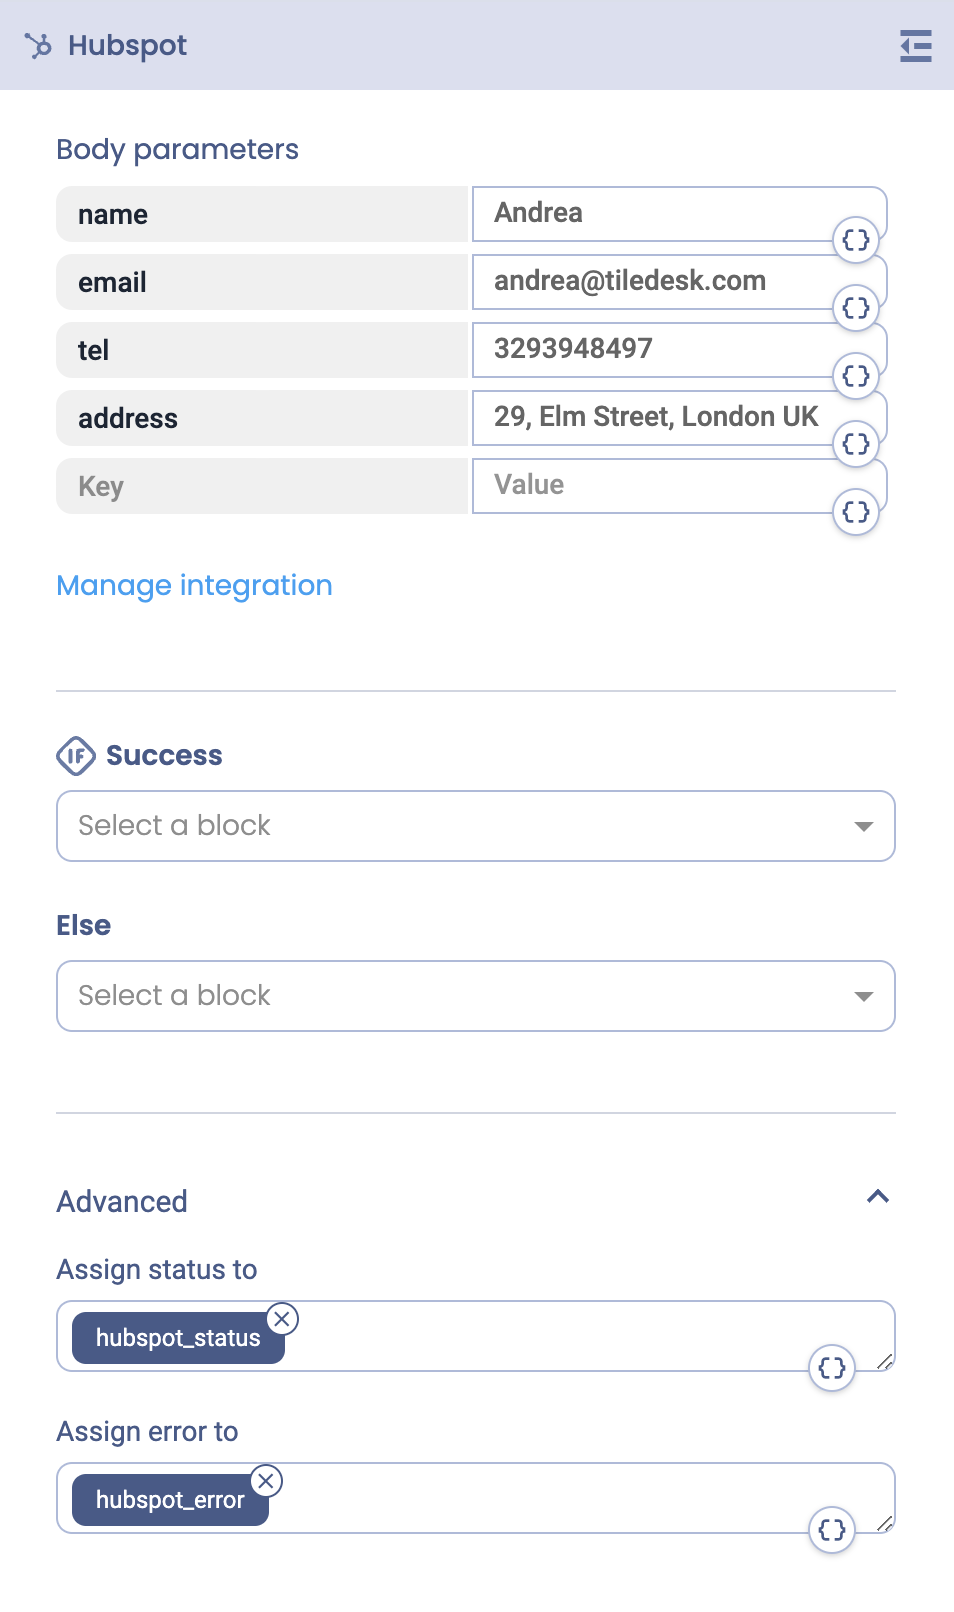 Hubspot
Body parameters
name Andrea
{}
email andrea@tiledesk.com
{}
tel 3293948497
{}
address 29, Elm Street, London UK
{}
Key Value
{}
Manage integration
IF Success
Select a block
Else
Select a block
Advanced
Assign status to
hubspot_status
{}
Assign error to
hubspot_error
{}